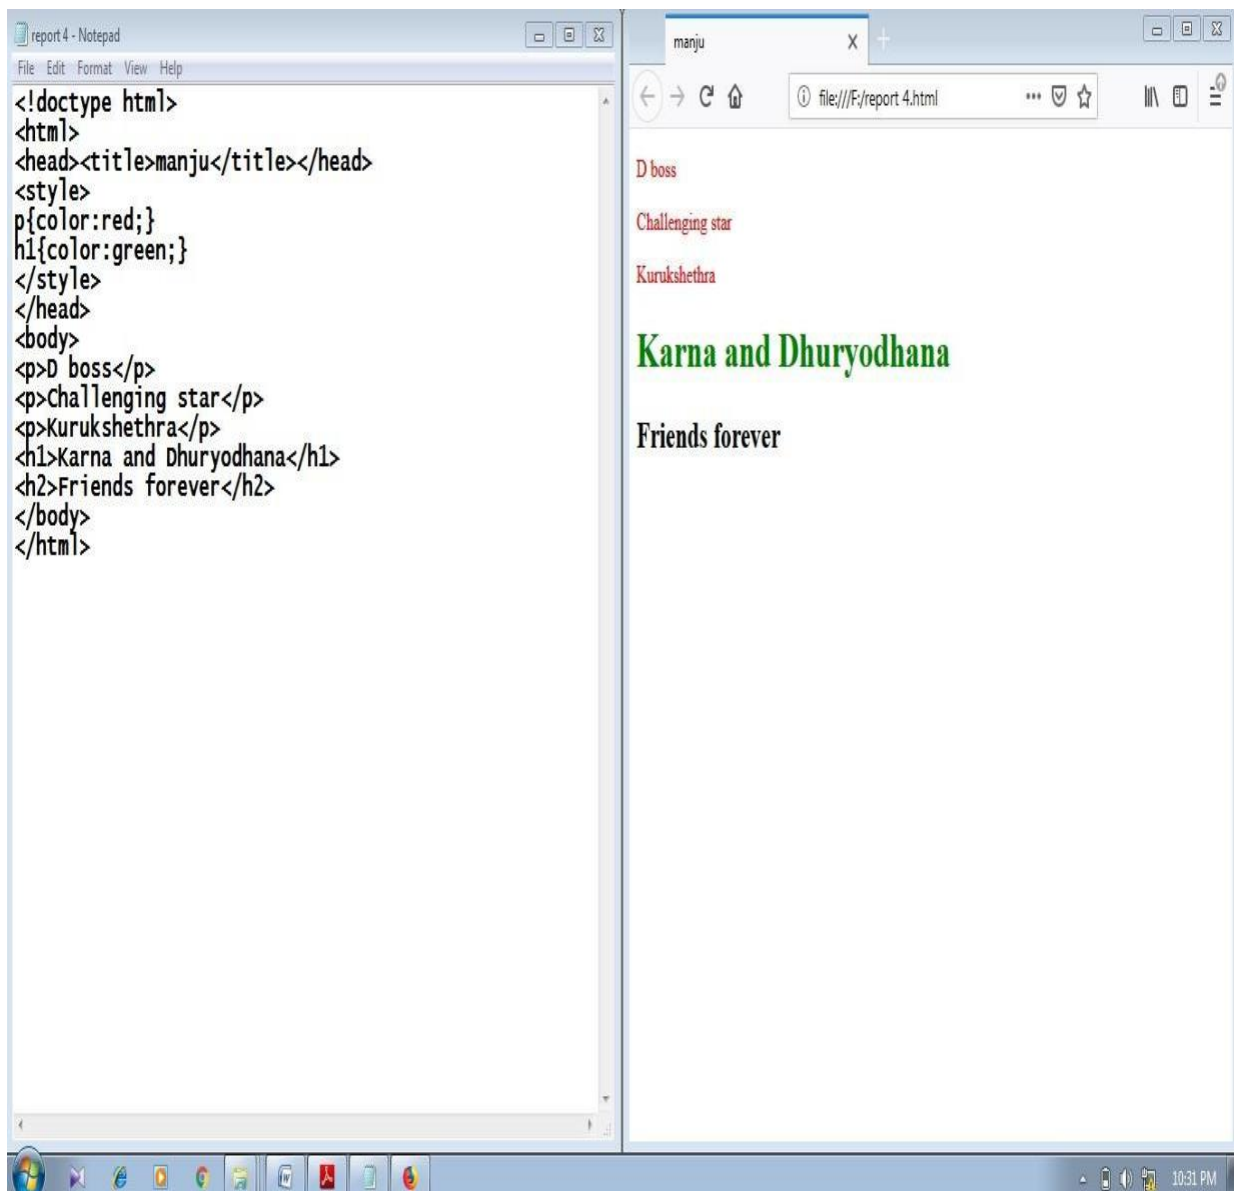 report 4 - Notepad
File Edit Format View Help
<!doctype html>
<html>
<head><title>manju</title></head>
<style>
p{color:red;}
h1{color:green;}
</style>
</head>
<body>
<p>D boss</p>
<p>Challenging star</p>
<p>Kurukshethra</p>
<h1>Karna and Dhuryodhana</h1>
<h2>Friends forever</h2>
</body>
</html>
manju
file:///F:/report 4.html
D boss
Challenging star
Kurukshethra
Karna and Dhuryodhana
Friends forever
10:31 PM